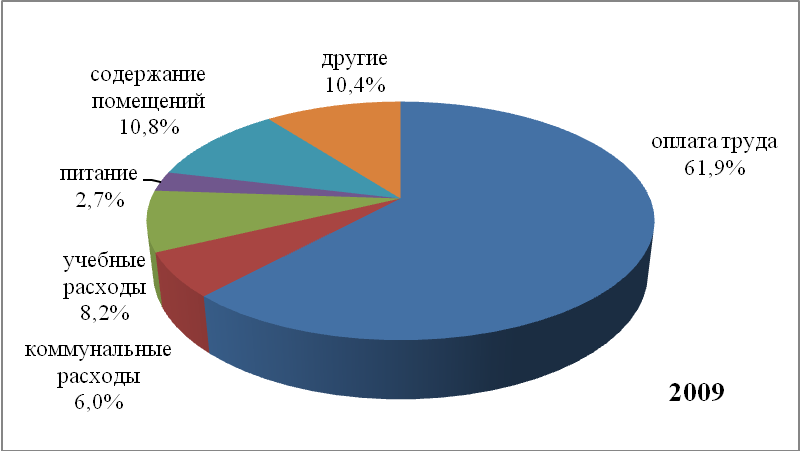 другие
10,4%
содержание
помещений
10,8%
оплата труда
61,9%
питание
2,7%
учебные
расходы
8,2%
коммунальные
расходы
6,0%
2009